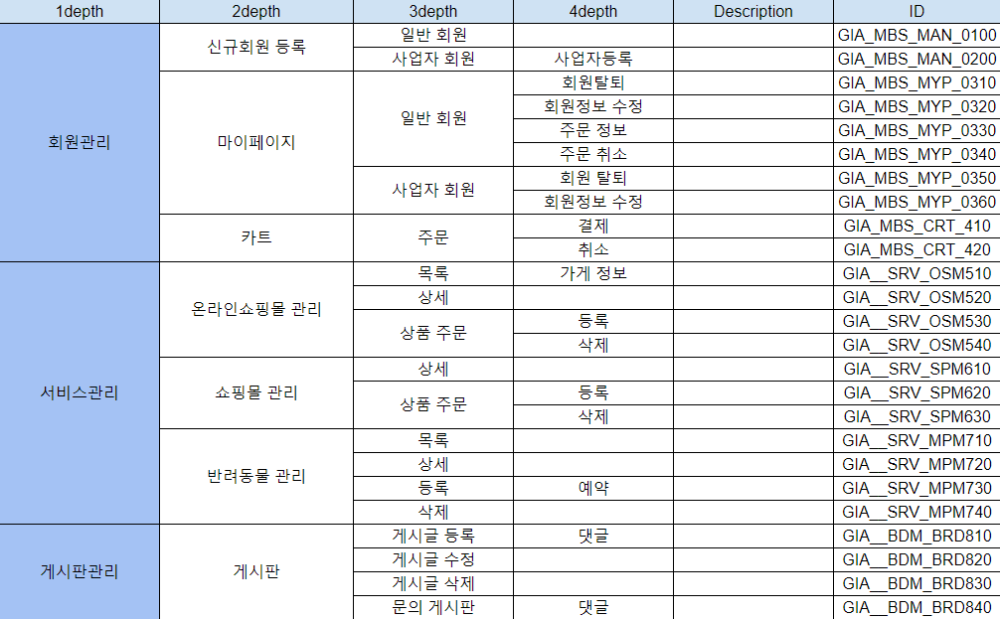 1depth 2depth 3depth 4depth Description ID
회원관리 신규회원 등록 일반 회원 GIA_MBS_MAN_0100
사업자 회원 사업자등록 GIA_MBS_MAN_0200
마이페이지 일반 회원 회원탈퇴 GIA_MBS_MYP_0310
회원정보 수정 GIA_MBS_MYP_0320
주문 정보 GIA_MBS_MYP_0330
주문 취소 GIA_MBS_MYP_0340
사업자 회원 회원 탈퇴 GIA_MBS_MYP_0350
회원정보 수정 GIA_MBS_MYP_0360
카트 주문 결제 GIA_MBS_CRT_410
취소 GIA_MBS_CRT_420
서비스관리 온라인쇼핑몰 관리 목록 가게 정보 GIA__SRV_OSM510
상세 GIA__SRV_OSM520
상품 주문 등록 GIA__SRV_OSM530
삭제 GIA__SRV_OSM540
쇼핑몰 관리 상세 GIA__SRV_SPM610
상품 주문 등록 GIA__SRV_SPM620
삭제 GIA__SRV_SPM630
반려동물 관리 목록 GIA__SRV_MPM710
상세 GIA__SRV_MPM720
등록 예약 GIA__SRV_MPM730
삭제 GIA__SRV_MPM740
게시판관리 게시판 게시글 등록 댓글 GIA__BDM_BRD810
게시글 수정 GIA__BDM_BRD820
게시글 삭제 GIA__BDM_BRD830
문의 게시판 댓글 GIA__BDM_BRD840